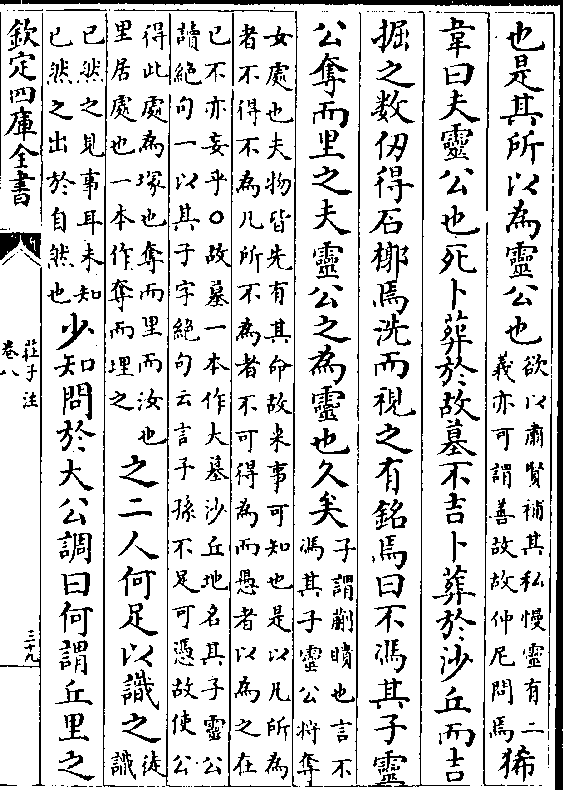 也是其所以為靈公也欲以肅賢補其私慢靈有二義亦可謂善故故仲尼問焉狶
韋曰夫靈公也死卜葬於故墓不吉卜葬於沙丘而吉
掘之數仞得石槨焉洗而視之有銘焉曰不馮其子靈
公奪而里之夫靈公之為靈也久矣子謂蒯瞶也言不馮其子靈公將奪
女處也夫物皆先有其命故来事可知也是以凡所為
者不得不為凡所不為者不可得為而愚者以為之在
已不亦妄乎○故墓一本作大墓沙丘地名其子靈公
讀絕句一以其子字絕句云言子孫不足可憑故使公
得此處為塚也奪而里而汝也
里居處也一本作奪而埋之
之二人何足以識之徒識
已然之見事耳未知
已然之出於自然也
少知問於大公調曰何謂丘里之
欽定四庫全書
莊子注
卷八
三十九